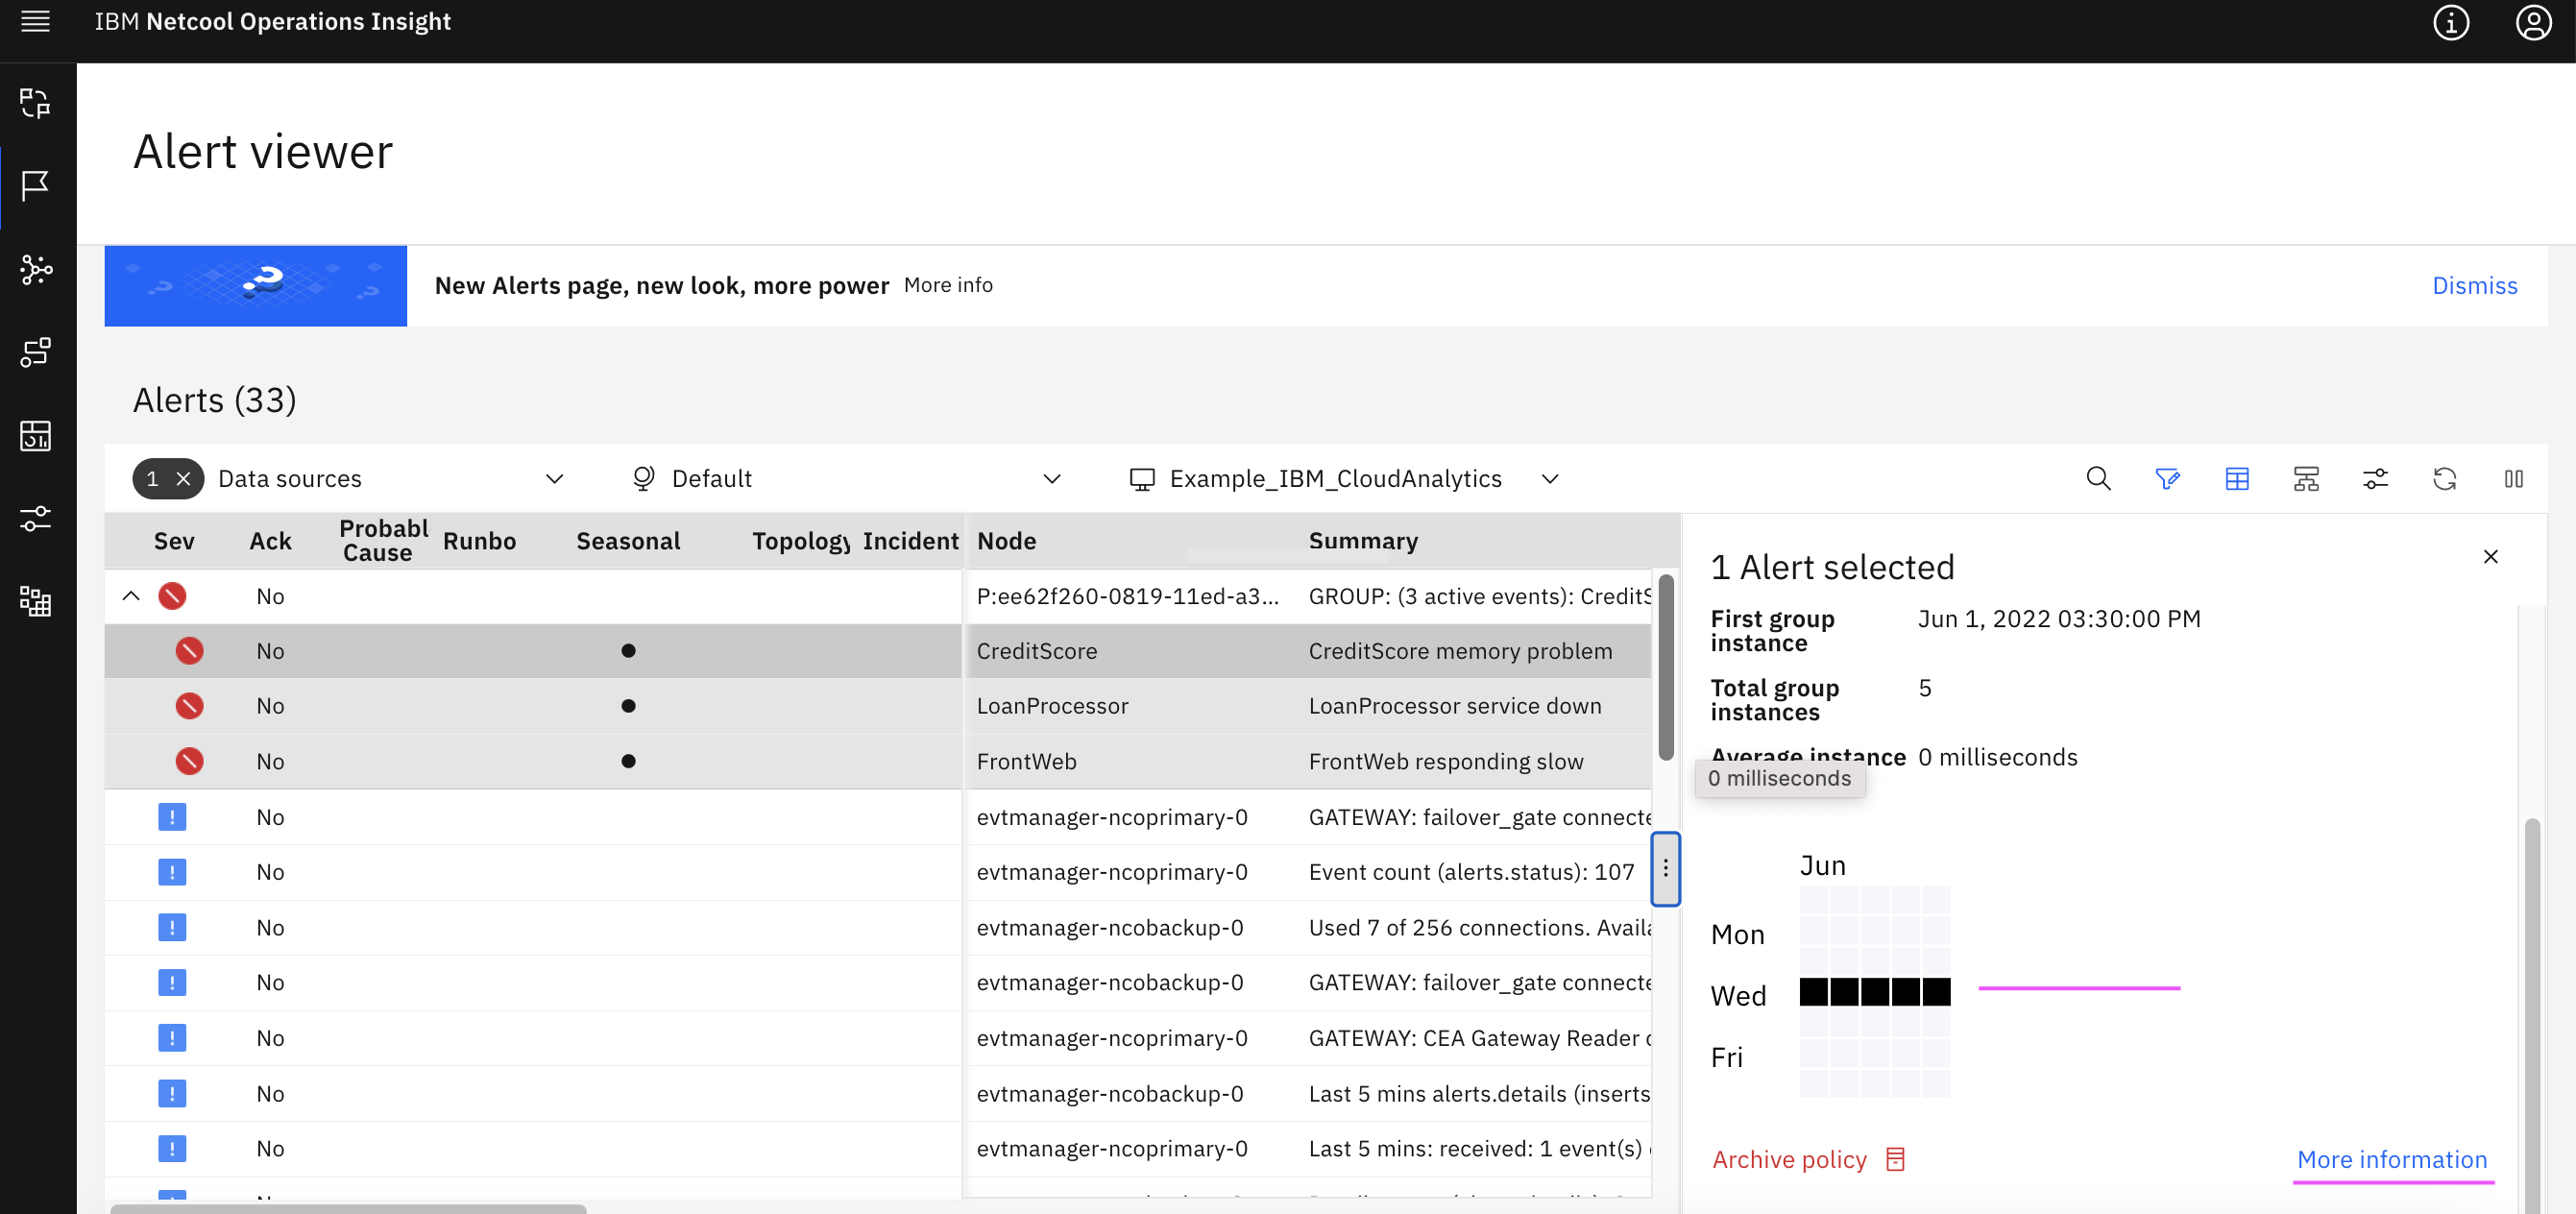 IBM Netcool Operations Insight
Alert viewer
New Alerts page, new look, more power More info Dismiss
Alerts (33)
1 Data sources Default Example_IBM_CloudAnalytics
Sev Ack Probabl Cause Runbo Seasonal Topology Incident Node Summary
No P:ee62f260-0819-11ed-a3... GROUP: (3 active events): CreditS
No CreditScore CreditScore memory problem
No LoanProcessor LoanProcessor service down
No FrontWeb FrontWeb responding slow
No evtmanager-ncoprimary-0 GATEWAY: failover_gate connecte
No evtmanager-ncoprimary-0 Event count (alerts.status): 107
No evtmanager-ncobackup-0 Used 7 of 256 connections. Availa
No evtmanager-ncobackup-0 GATEWAY: failover_gate connecte
No evtmanager-ncoprimary-0 GATEWAY: CEA Gateway Reader
No evtmanager-ncobackup-0 Last 5 mins alerts.details (inserts
No evtmanager-ncoprimary-0 Last 5 mins: received: 1 event(s)
1 Alert selected
First group instance Jun 1, 2022 03:30:00 PM
Total group instances 5
Average instance 0 milliseconds
0 milliseconds
Jun
Mon
Wed
Fri
Archive policy More information